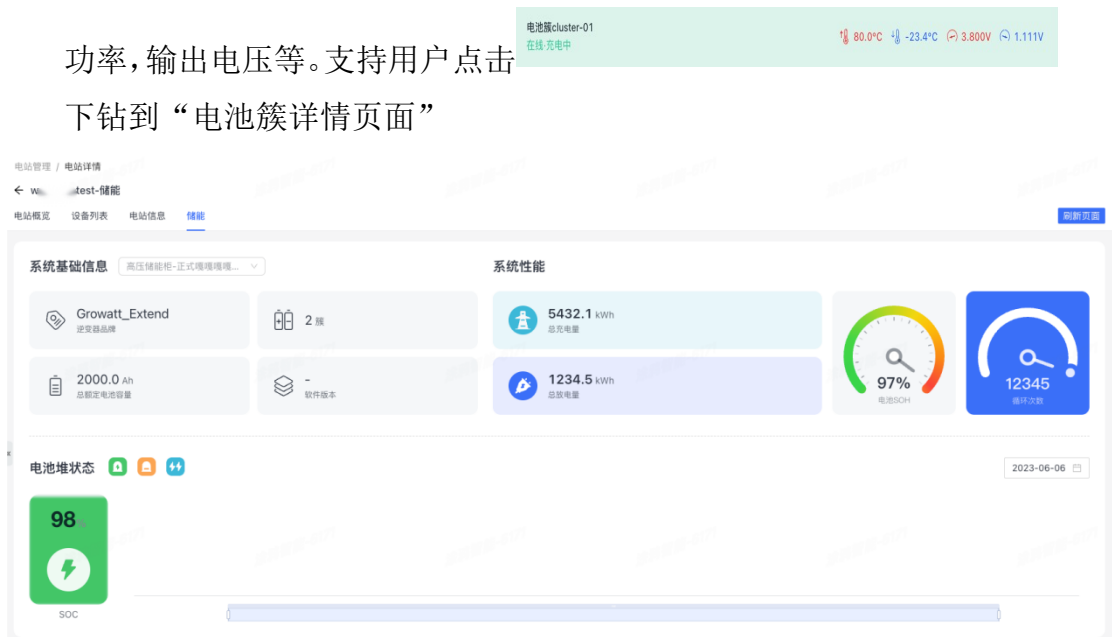 电池簇cluster-01
在线·充电中
80.0°C -23.4°C 3.800V 1.111V
功率，输出电压等。支持用户点击
下钻到“电池簇详情页面”
电站管理 / 电站详情
test-储能
电站概览 设备列表 电站信息 储能
刷新页面
系统基础信息 高压储能柜-正式嘎嘎嘎嘎...
Growatt_Extend
逆变器品牌
2 簇
2000.0 Ah
总额定电池容量
-
软件版本
系统性能
5432.1 kWh
总充电量
1234.5 kWh
总放电量
97%
电池SOH
12345
循环次数
电池堆状态
2023-06-06
98%
SOC